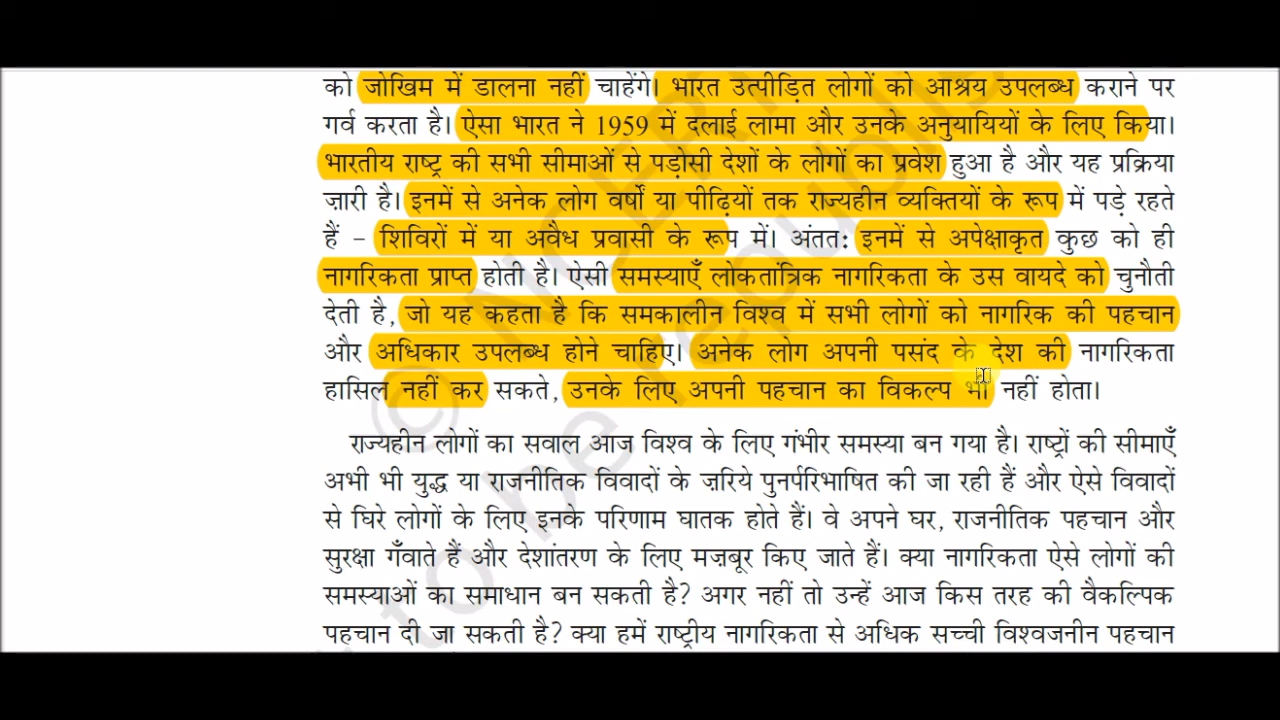 को जोखिम में डालना नहीं चाहेंगे। भारत उत्पीड़ित लोगों को आश्रय उपलब्ध कराने पर
गर्व करता है। ऐसा भारत ने 1959 में दलाई लामा और उनके अनुयायियों के लिए किया।
भारतीय राष्ट्र की सभी सीमाओं से पड़ोसी देशों के लोगों का प्रवेश हुआ है और यह प्रक्रिया
ज़ारी है। इनमें से अनेक लोग वर्षों या पीढ़ियों तक राज्यहीन व्यक्तियों के रूप में पड़े रहते
हैं – शिविरों में या अवैध प्रवासी के रूप में। अंतत: इनमें से अपेक्षाकृत कुछ को ही
नागरिकता प्राप्त होती है। ऐसी समस्याएँ लोकतांत्रिक नागरिकता के उस वायदे को चुनौती
देती है, जो यह कहता है कि समकालीन विश्व में सभी लोगों को नागरिक की पहचान
और अधिकार उपलब्ध होने चाहिए। अनेक लोग अपनी पसंद के देश की नागरिकता
हासिल नहीं कर सकते, उनके लिए अपनी पहचान का विकल्प भी नहीं होता।
राज्यहीन लोगों का सवाल आज विश्व के लिए गंभीर समस्या बन गया है। राष्ट्रों की सीमाएँ
अभी भी युद्ध या राजनीतिक विवादों के ज़रिये पुनर्परिभाषित की जा रही हैं और ऐसे विवादों
से घिरे लोगों के लिए इनके परिणाम घातक होते हैं। वे अपने घर, राजनीतिक पहचान और
सुरक्षा गँवाते हैं और देशांतरण के लिए मज़बूर किए जाते हैं। क्या नागरिकता ऐसे लोगों की
समस्याओं का समाधान बन सकती है? अगर नहीं तो उन्हें आज किस तरह की वैकल्पिक
पहचान दी जा सकती है? क्या हमें राष्ट्रीय नागरिकता से अधिक सच्ची विश्वजनीन पहचान
© NCERT
to be republis